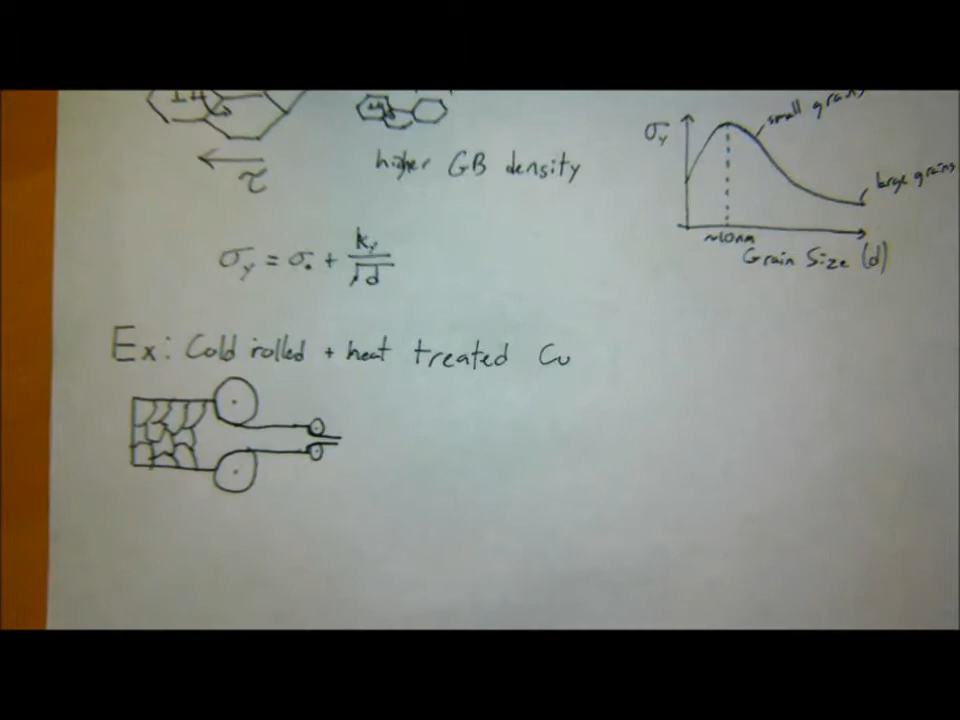 small grains
σy
large grains
τ
higher GB density
~10nm
Grain Size (d)
σy = σ₀ + ky/√d
Ex: Cold rolled + heat treated Cu